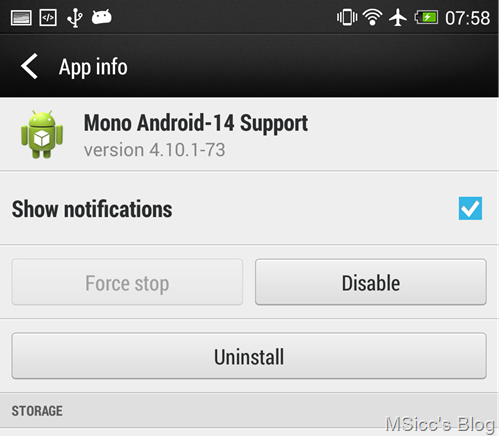 07:58
App info
Mono Android-14 Support
version 4.10.1-73
Show notifications
Force stop
Disable
Uninstall
STORAGE
MSicc's Blog